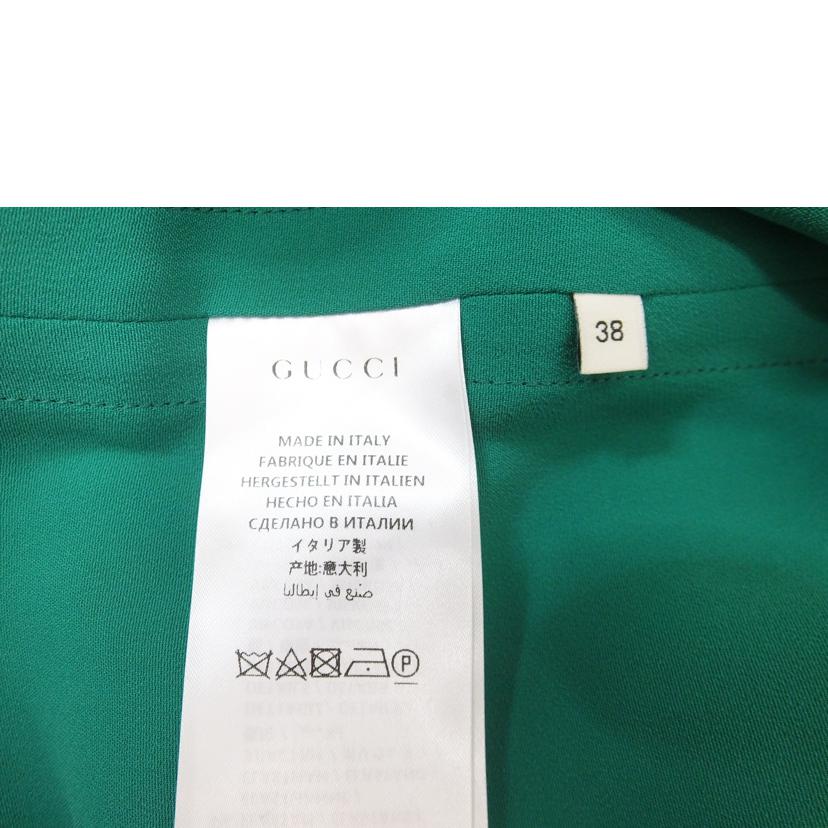 GUCCI
38
MADE IN ITALY
FABRIQUE EN ITALIE
HERGESTELLT IN ITALIEN
HECHO EN ITALIA
СДЕЛАНО В ИТАЛИИ
イタリア製
产地:意大利
صنع في إيطاليا
P